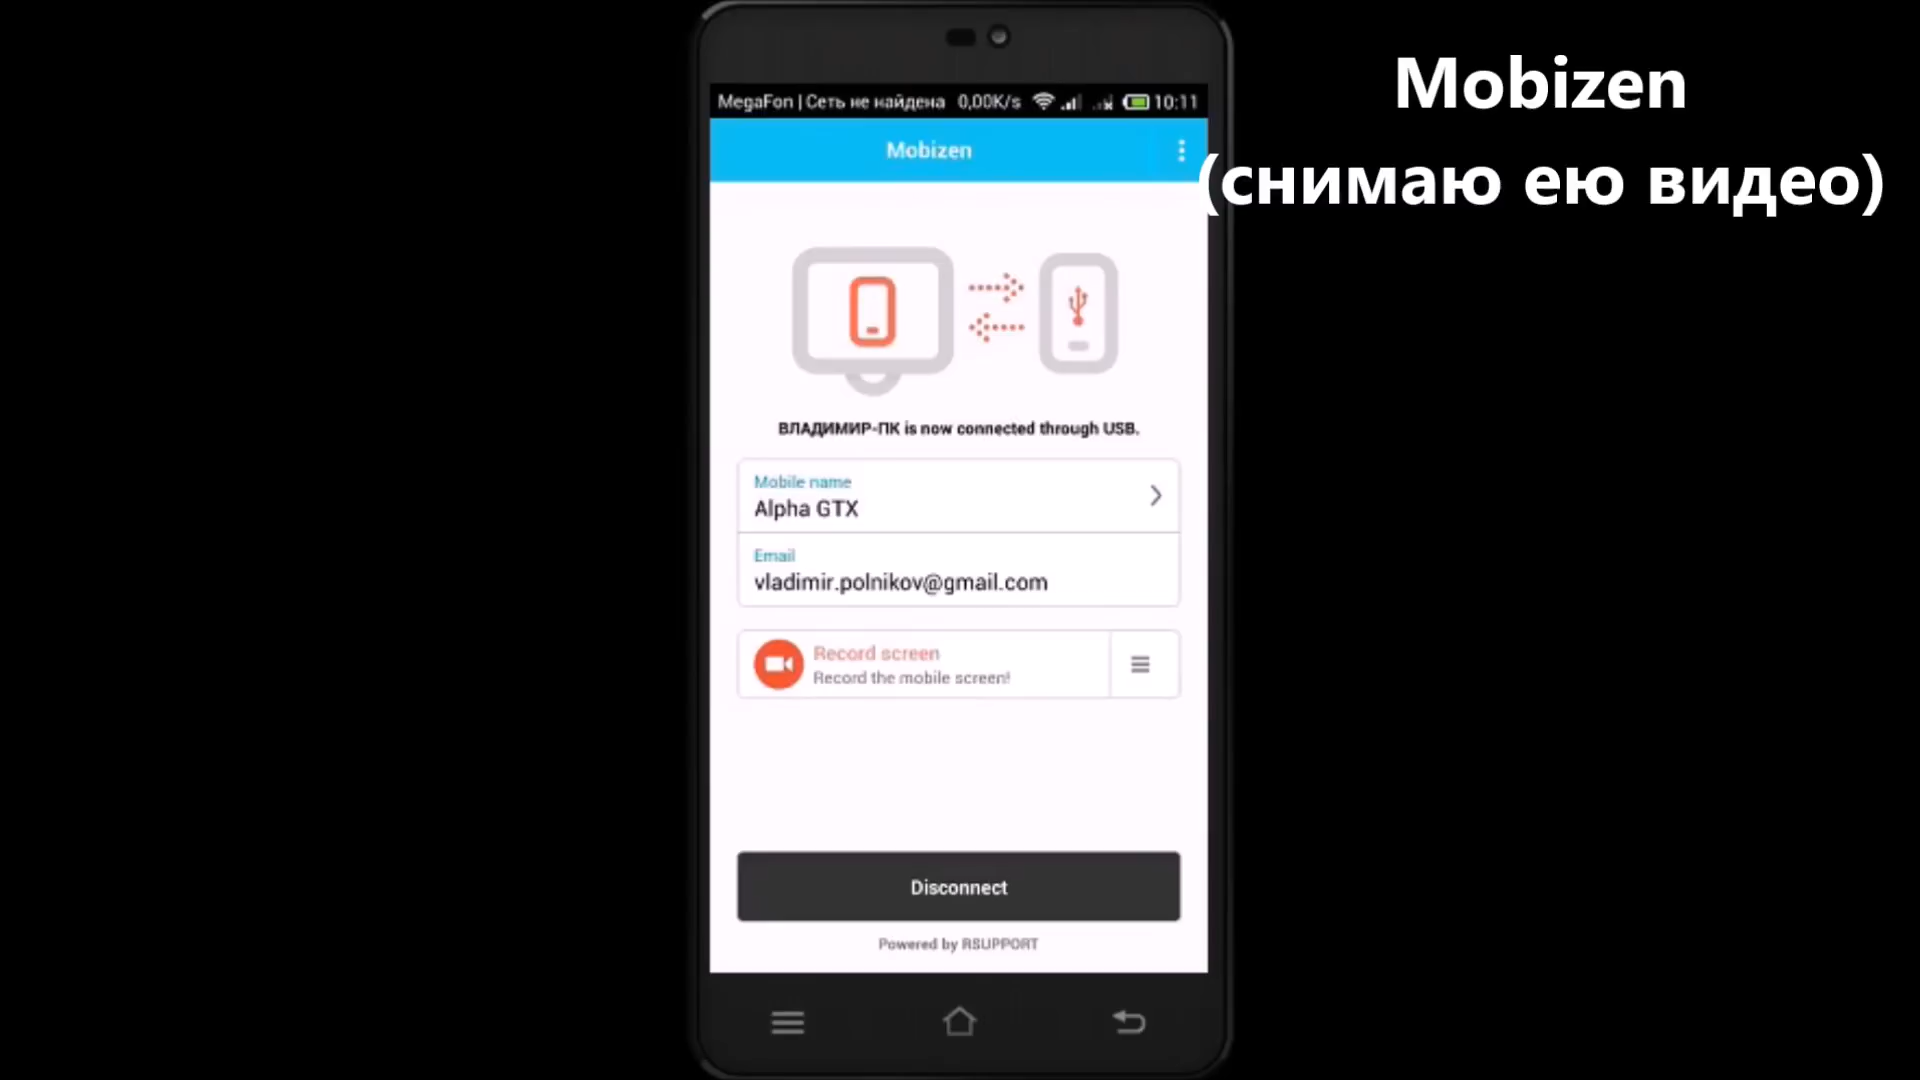 Mobizen
(снимаю ею видео)
MegaFon | Сеть не найдена 0,00K/s 10:11
Mobizen
ВЛАДИМИР-ПК is now connected through USB.
Mobile name
Alpha GTX
Email
vladimir.polnikov@gmail.com
Record screen
Record the mobile screen!
Disconnect
Powered by RSUPPORT